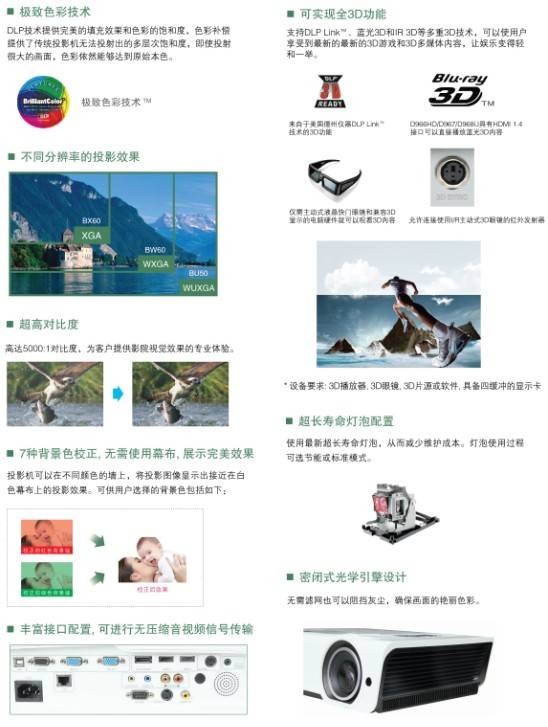 ■ 极致色彩技术
DLP技术提供完美的填充效果和色彩的饱和度，色彩补偿
提供了传统投影机无法投射出的多层次饱和度，即使投射
很大的画面，色彩依然能够达到原始本色。
BrilliantColor
DLP
极致色彩技术™
■ 不同分辨率的投影效果
BX60
XGA
BW60
WXGA
BU50
WUXGA
■ 超高对比度
高达5000:1对比度，为客户提供影院视觉效果的专业体验。
■ 7种背景色校正, 无需使用幕布, 展示完美效果
投影机可以在不同颜色的墙上，将投影图像显示出接近在白
色幕布上的投影效果。可供用户选择的背景色包括如下：
校正后效果
■ 丰富接口配置, 可进行无压缩音视频信号传输
■ 可实现全3D功能
支持DLP Link™、蓝光3D和IR 3D等多重3D技术，可以使用户
享受到最新的最新的3D游戏和3D多媒体内容，让娱乐变得轻
和一举。
DLP
3D
READY
Blu-ray
3D™
来自于美国德州仪器DLP Link™
技术的3D功能
D966HD/D967/D968U具有HDMI 1.4
接口可以直接播放蓝光3D内容
3D SYNC
仅需主动式液晶快门眼镜和兼容3D
显示的电脑硬件就可以观看3D内容
允许连接使用IR主动式3D眼镜的红外发射器
* 设备要求: 3D播放器, 3D眼镜, 3D片源或软件, 具备四缓冲的显示卡
■ 超长寿命灯泡配置
使用最新超长寿命灯泡，从而减少维护成本。灯泡使用过程
可选节能或标准模式。
■ 密闭式光学引擎设计
无需滤网也可以阻挡灰尘，确保画面的艳丽色彩。